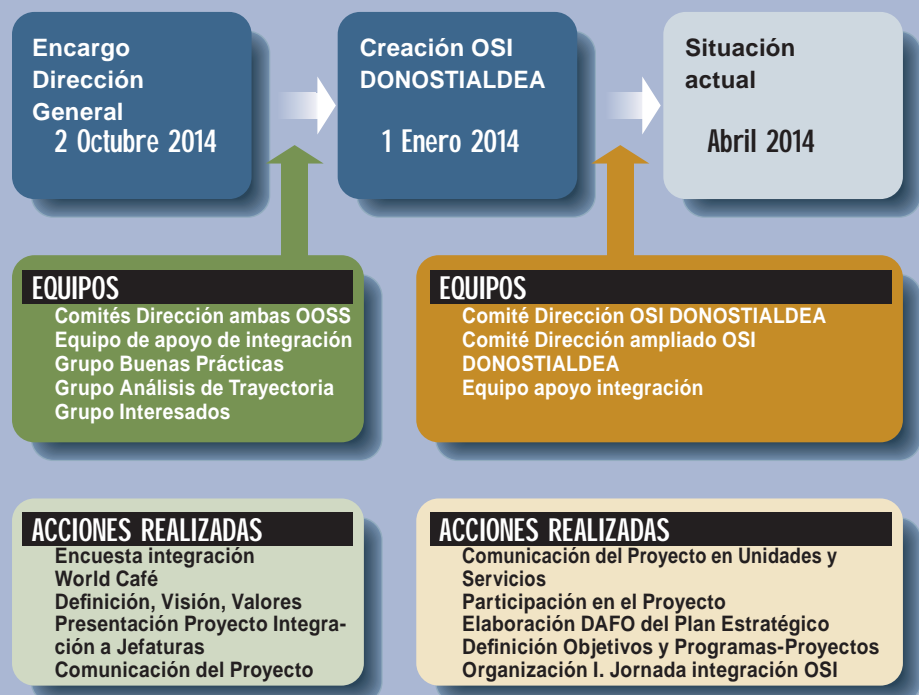 Encargo
Dirección
General
2 Octubre 2014
Creación OSI
DONOSTIALDEA
1 Enero 2014
Situación
actual
Abril 2014
EQUIPOS
Comités Dirección ambas OOSS
Equipo de apoyo de integración
Grupo Buenas Prácticas
Grupo Análisis de Trayectoria
Grupo Interesados
EQUIPOS
Comité Dirección OSI DONOSTIALDEA
Comité Dirección ampliado OSI
DONOSTIALDEA
Equipo apoyo integración
ACCIONES REALIZADAS
Encuesta integración
World Café
Definición, Visión, Valores
Presentación Proyecto Integra-
ción a Jefaturas
Comunicación del Proyecto
ACCIONES REALIZADAS
Comunicación del Proyecto en Unidades y
Servicios
Participación en el Proyecto
Elaboración DAFO del Plan Estratégico
Definición Objetivos y Programas-Proyectos
Organización I. Jornada integración OSI